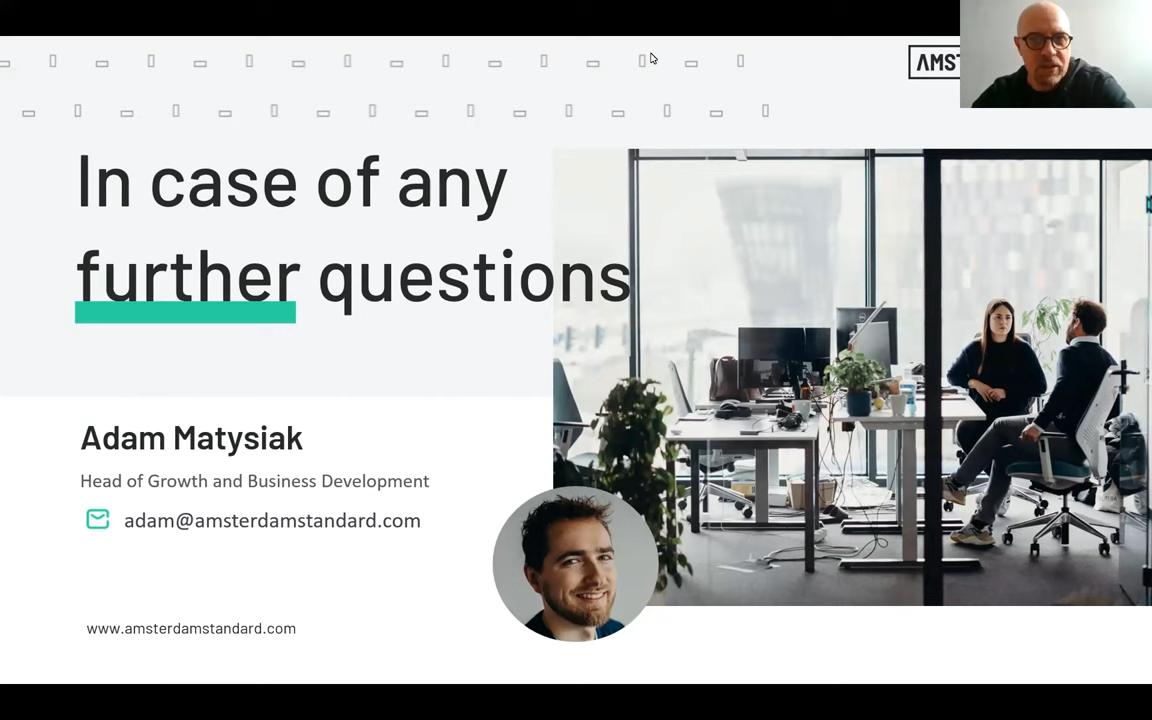 In case of any
further questions
Adam Matysiak
Head of Growth and Business Development
adam@amsterdamstandard.com
www.amsterdamstandard.com